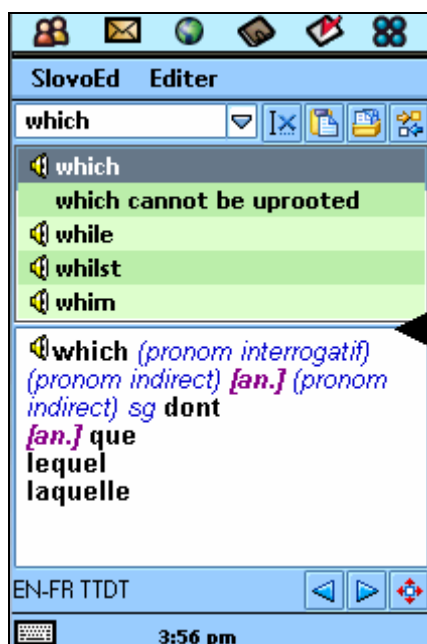 SlovoEd Editer
which
which
which cannot be uprooted
while
whilst
whim
which (pronom interrogatif)
(pronom indirect) [an.] (pronom
indirect) sg dont
[an.] que
lequel
laquelle
EN-FR TTDT
3:56 pm